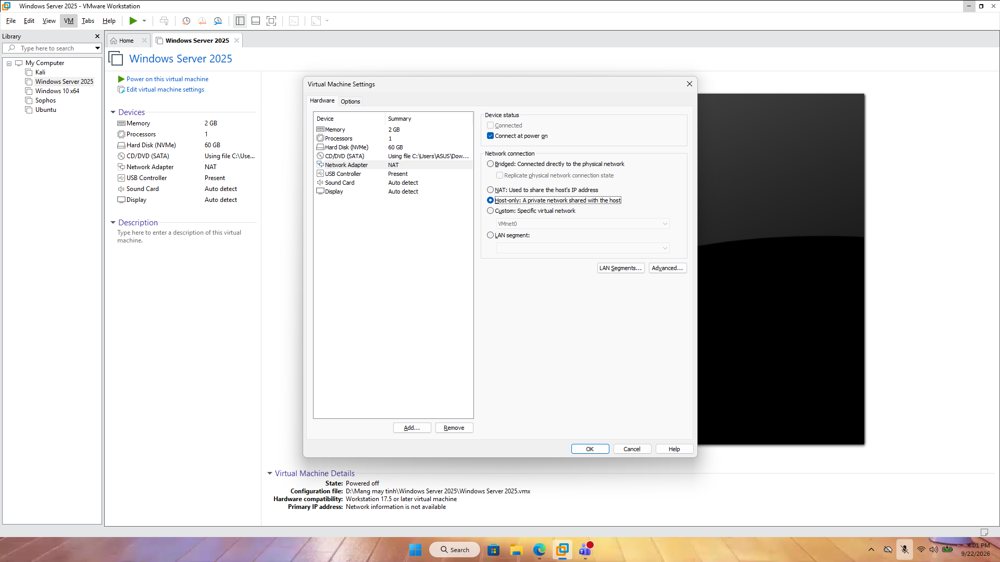 Windows Server 2025 - VMware Workstation
File Edit View VM Tabs Help
Library
Type here to search
My Computer
Kali
Windows Server 2025
Windows 10 x64
Sophos
Ubuntu
Home
Windows Server 2025
Windows Server 2025
Power on this virtual machine
Edit virtual machine settings
Devices
Memory 2 GB
Processors 1
Hard Disk (NVMe) 60 GB
CD/DVD (SATA) Using file C:\Use...
Network Adapter NAT
USB Controller Present
Sound Card Auto detect
Display Auto detect
Description
Type here to enter a description of this virtual
machine.
Virtual Machine Settings
Hardware Options
Device Summary
Memory 2 GB
Processors 1
Hard Disk (NVMe) 60 GB
CD/DVD (SATA) Using file C:\Users\ASUS\Dow...
Network Adapter NAT
USB Controller Present
Sound Card Auto detect
Display Auto detect
Add...
Remove
Device status
Connected
Connect at power on
Network connection
Bridged: Connected directly to the physical network
Replicate physical network connection state
NAT: Used to share the host's IP address
Host-only: A private network shared with the host
Custom: Specific virtual network
VMnet0
LAN segment:
LAN Segments...
Advanced...
OK
Cancel
Help
Virtual Machine Details
State: Powered off
Configuration file: D:\Mang may tinh\Windows Server 2025\Windows Server 2025.vmx
Hardware compatibility: Workstation 17.5 or later virtual machine
Primary IP address: Network information is not available
Search
4:01 PM
9/22/2026